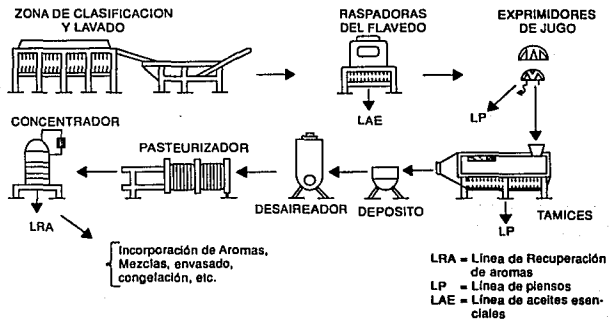 ZONA DE CLASIFICACION
Y LAVADO
RASPADORAS
DEL FLAVEDO
EXPRIMIDORES
DE JUGO
LAE
LP
CONCENTRADOR
PASTEURIZADOR
DESAIREADOR
DEPOSITO
TAMICES
LRA
LP
Incorporación de Aromas,
Mezclas, envasado,
congelación, etc.
LRA = Línea de Recuperación
de aromas
LP = Línea de piensos
LAE = Línea de aceites esen-
ciales